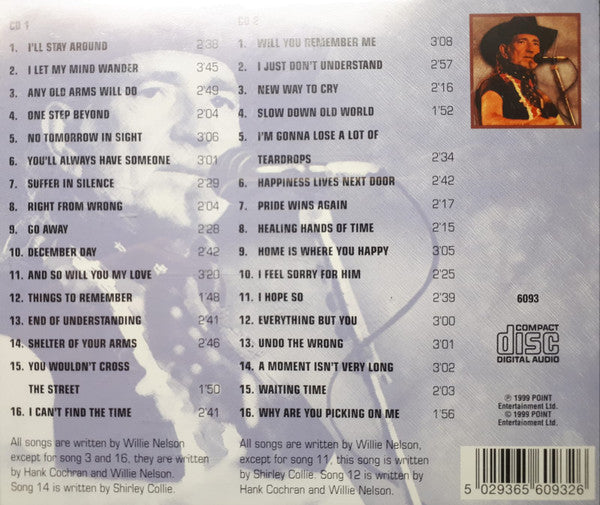 CD 1
1. I'LL STAY AROUND 2'38
2. I LET MY MIND WANDER 3'45
3. ANY OLD ARMS WILL DO 2'49
4. ONE STEP BEYOND 2'04
5. NO TOMORROW IN SIGHT 3'06
6. YOU'LL ALWAYS HAVE SOMEONE 3'01
7. SUFFER IN SILENCE 2'29
8. RIGHT FROM WRONG 2'04
9. GO AWAY 2'28
10. DECEMBER DAY 2'42
11. AND SO WILL YOU MY LOVE 3'20
12. THINGS TO REMEMBER 1'48
13. END OF UNDERSTANDING 2'41
14. SHELTER OF YOUR ARMS 2'46
15. YOU WOULDN'T CROSS
THE STREET 1'50
16. I CAN'T FIND THE TIME 2'41
All songs are written by Willie Nelson
except for song 3 and 16, they are written
by Hank Cochran and Willie Nelson.
Song 14 is written by Shirley Collie.
CD 2
1. WILL YOU REMEMBER ME 3'08
2. I JUST DON'T UNDERSTAND 2'57
3. NEW WAY TO CRY 2'16
4. SLOW DOWN OLD WORLD 1'52
5. I'M GONNA LOSE A LOT OF
TEARDROPS 2'34
6. HAPPINESS LIVES NEXT DOOR 2'42
7. PRIDE WINS AGAIN 2'17
8. HEALING HANDS OF TIME 2'15
9. HOME IS WHERE YOU HAPPY 3'05
10. I FEEL SORRY FOR HIM 2'25
11. I HOPE SO 2'39
12. EVERYTHING BUT YOU 3'00
13. UNDO THE WRONG 3'01
14. A MOMENT ISN'T VERY LONG 3'02
15. WAITING TIME 2'03
16. WHY ARE YOU PICKING ON ME 1'56
All songs are written by Willie Nelson,
except for song 11, this song is written
by Shirley Collie. Song 12 is written by
Hank Cochran and Willie Nelson.
6093
COMPACT
disc
DIGITAL AUDIO
℗ 1999 POINT
Entertainment Ltd.
© 1999 POINT
Entertainment Ltd.
5 029365 609326